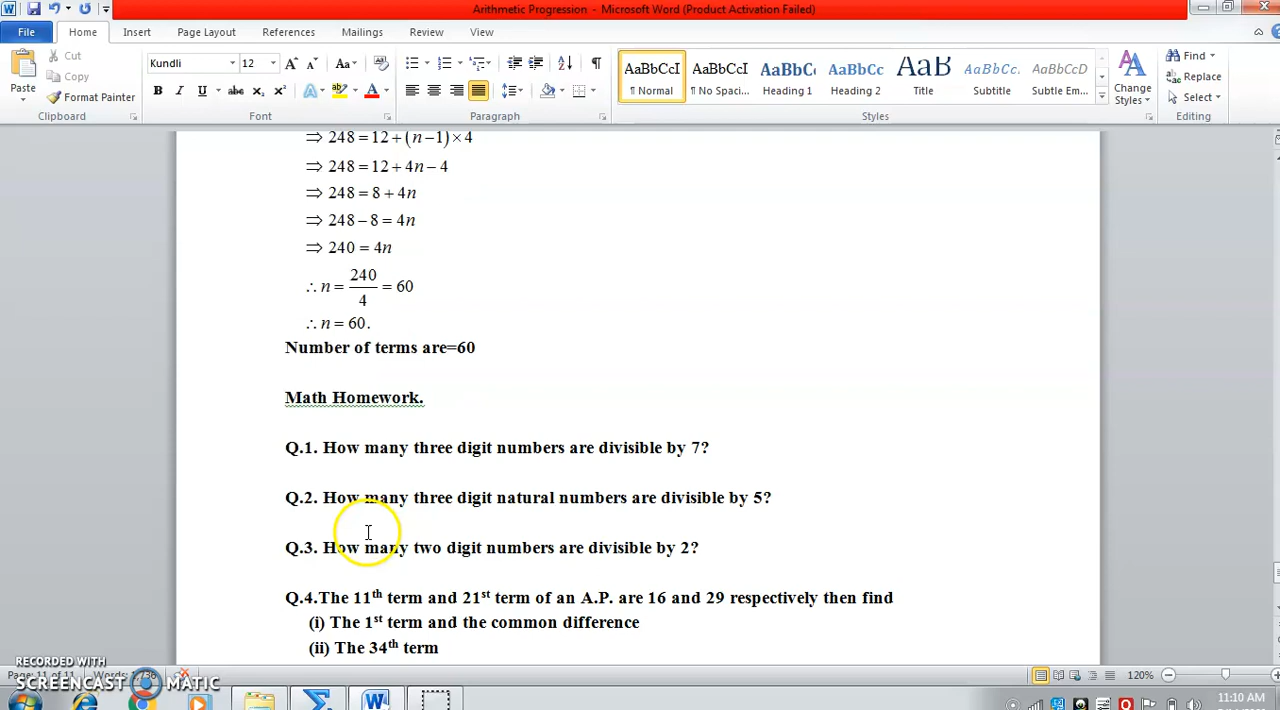 Arithmetic Progression - Microsoft Word (Product Activation Failed)
File Home Insert Page Layout References Mailings Review View
Paste
Cut
Copy
Format Painter
Clipboard
Kundli 12
Font
Paragraph
AaBbCcI AaBbCcI AaBbCc AaBbCc AaB AaBbCc. AaBbCcD
¶ Normal ¶ No Spaci... Heading 1 Heading 2 Title Subtitle Subtle Em...
Styles
Change Styles
Find
Replace
Select
Editing
⇒ 248 = 12 + (n − 1) × 4
⇒ 248 = 12 + 4n − 4
⇒ 248 = 8 + 4n
⇒ 248 − 8 = 4n
⇒ 240 = 4n
∴ n = 240/4 = 60
∴ n = 60.
Number of terms are=60
Math Homework.
Q.1. How many three digit numbers are divisible by 7?
Q.2. How many three digit natural numbers are divisible by 5?
Q.3. How many two digit numbers are divisible by 2?
Q.4.The 11th term and 21st term of an A.P. are 16 and 29 respectively then find
(i) The 1st term and the common difference
(ii) The 34th term
RECORDED WITH
SCREENCAST MATIC
Page: 11 of 11
120%
11:10 AM